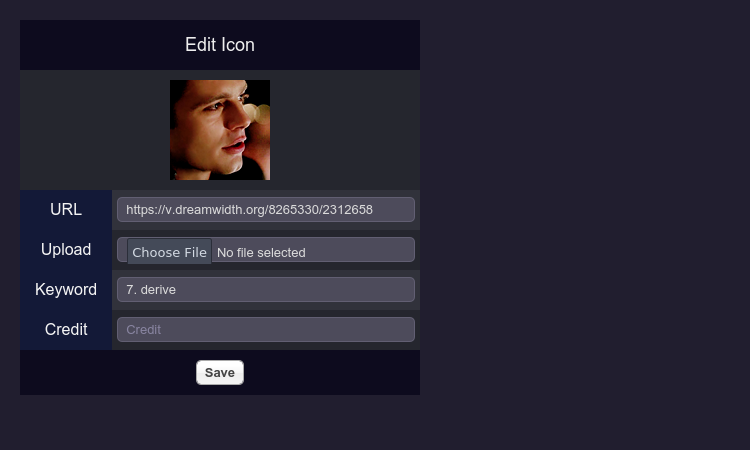 Edit Icon
URL
https://v.dreamwidth.org/8265330/2312658
Upload
Choose File No file selected
Keyword
7. derive
Credit
Credit
Save